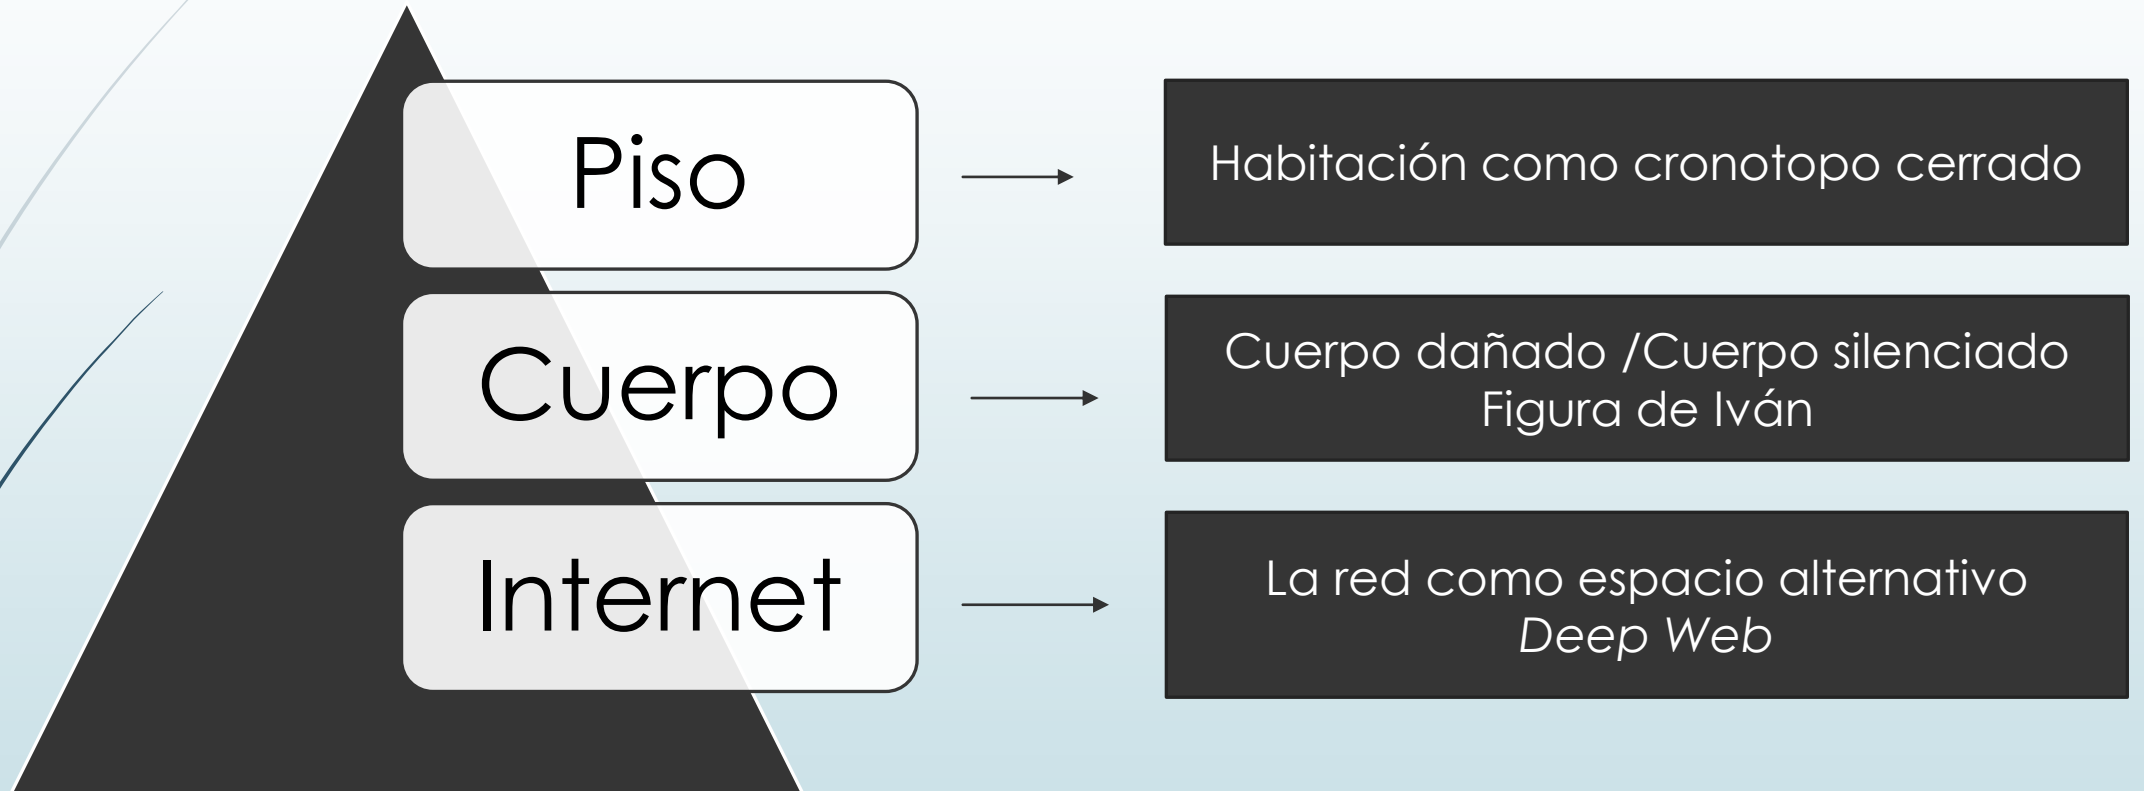 Piso
Habitación como cronotopo cerrado
Cuerpo
Cuerpo dañado /Cuerpo silenciado
Figura de Iván
Internet
La red como espacio alternativo
Deep Web